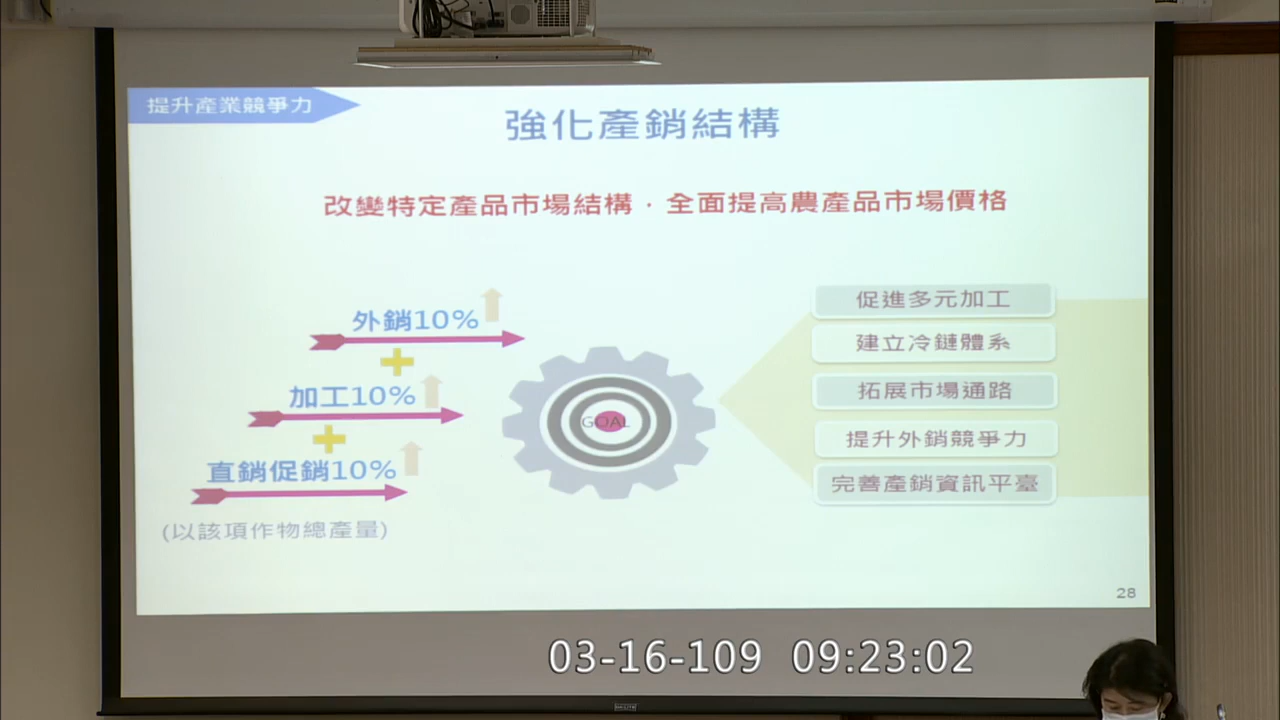 提升產業競爭力
強化產銷結構
改變特定產品市場結構，全面提高農產品市場價格
外銷10%
加工10%
直銷促銷10%
(以該項作物總產量)
GOAL
促進多元加工
建立冷鏈體系
拓展市場通路
提升外銷競爭力
完善產銷資訊平臺
28
03-16-109 09:23:02